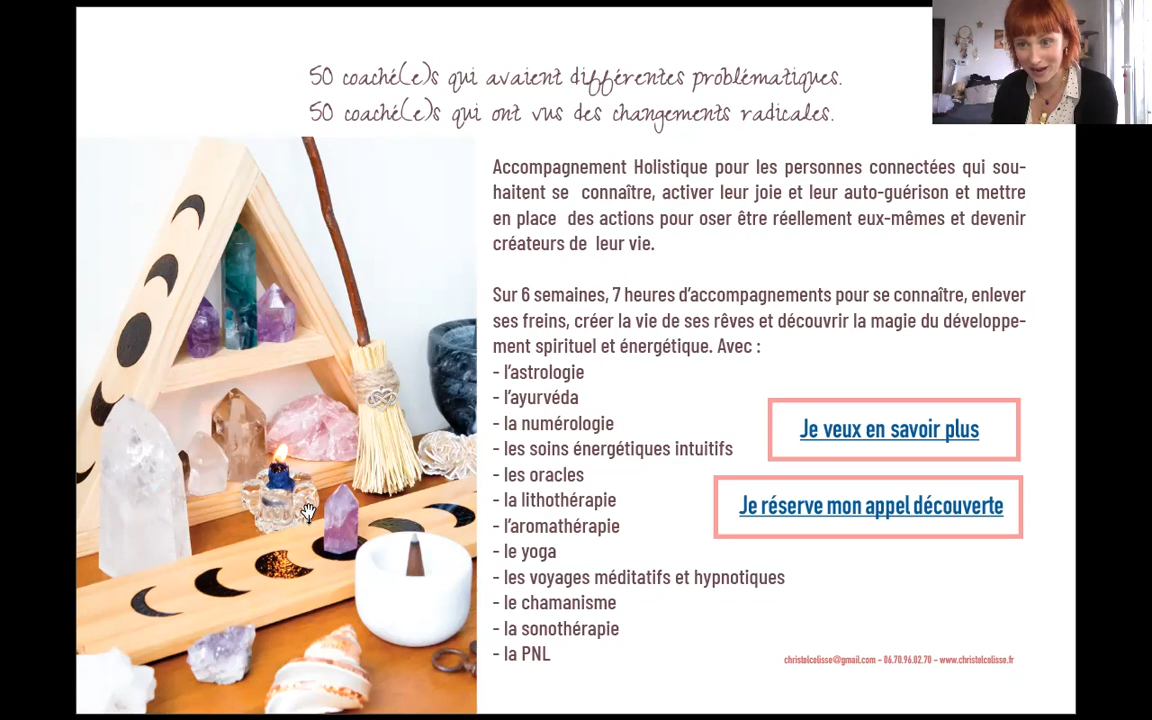 50 coaché(e)s qui avaient différentes problématiques.
50 coaché(e)s qui ont vus des changements radicales.
Accompagnement Holistique pour les personnes connectées qui sou-
haitent se connaître, activer leur joie et leur auto-guérison et mettre
en place des actions pour oser être réellement eux-mêmes et devenir
créateurs de leur vie.
Sur 6 semaines, 7 heures d'accompagnements pour se connaître, enlever
ses freins, créer la vie de ses rêves et découvrir la magie du développe-
ment spirituel et énergétique. Avec :
- l'astrologie
- l'ayurvéda
- la numérologie
- les soins énergétiques intuitifs
- les oracles
- la lithothérapie
- l'aromathérapie
- le yoga
- les voyages méditatifs et hypnotiques
- le chamanisme
- la sonothérapie
- la PNL
Je veux en savoir plus
Je réserve mon appel découverte
christelcelisse@gmail.com - 06.70.96.02.70 - www.christelcelisse.fr